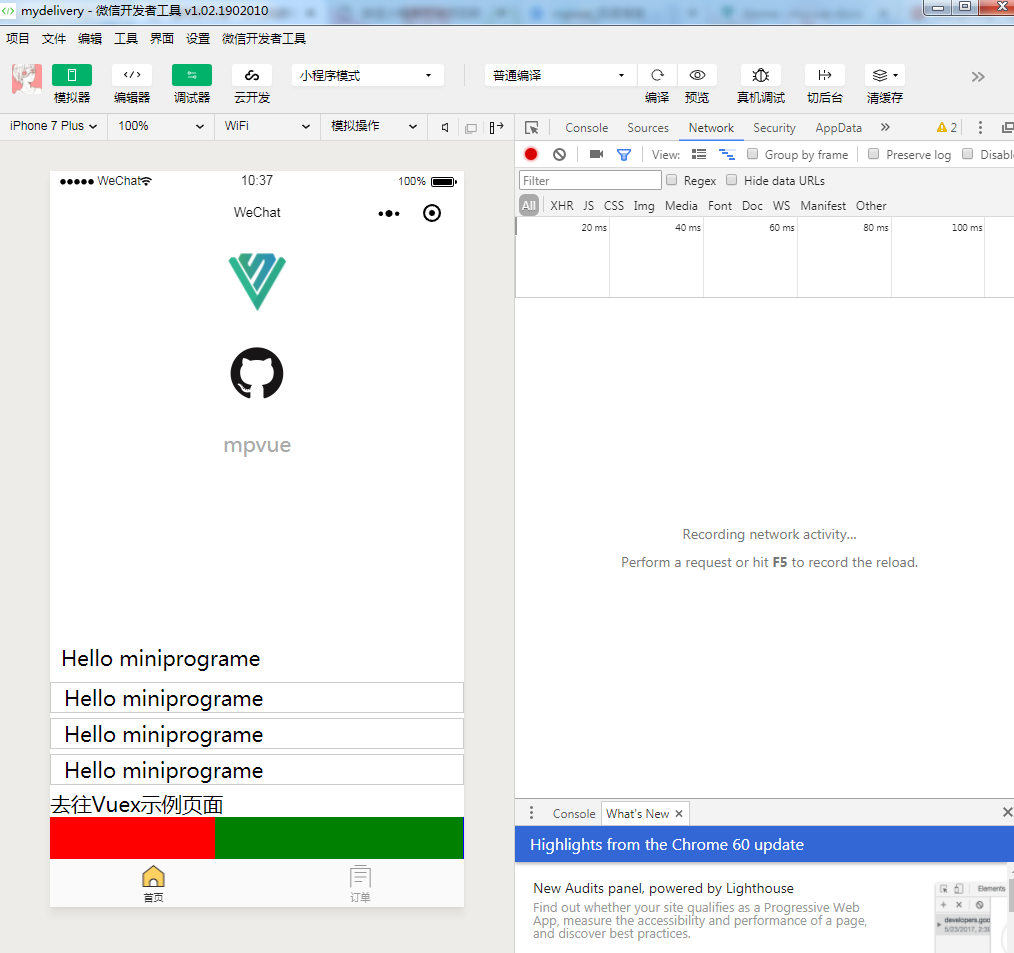 mydelivery - 微信开发者工具 v1.02.1902010
项目 文件 编辑 工具 界面 设置 微信开发者工具
小程序模式 普通编译
模拟器 编辑器 调试器 云开发 编译 预览 真机调试 切后台 清缓存
iPhone 7 Plus 100% WiFi 模拟操作
Console Sources Network Security AppData 2
View: Group by frame Preserve log Disabl
Filter Regex Hide data URLs
All XHR JS CSS Img Media Font Doc WS Manifest Other
20 ms 40 ms 60 ms 80 ms 100 ms
WeChat 10:37 100%
WeChat
mpvue
Hello miniprograme
Hello miniprograme
Hello miniprograme
Hello miniprograme
去往Vuex示例页面
首页 订单
Recording network activity...
Perform a request or hit F5 to record the reload.
Console What's New
Highlights from the Chrome 60 update
New Audits panel, powered by Lighthouse
Find out whether your site qualifies as a Progressive Web
App, measure the accessibility and performance of a page,
and discover best practices.
Elements
developers.goo
5/23/2017, 2:3